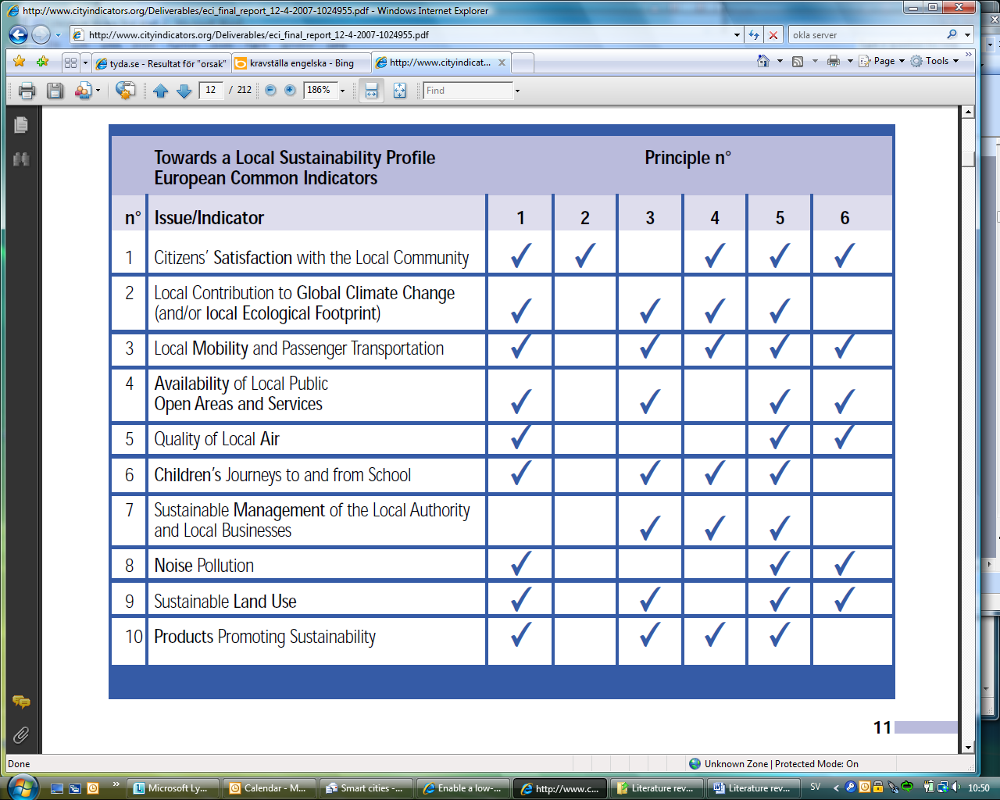 http://www.cityindicators.org/Deliverables/eci_final_report_12-4-2007-1024955.pdf - Windows Internet Explorer
http://www.cityindicators.org/Deliverables/eci_final_report_12-4-2007-1024955.pdf
okla server
tyda.se - Resultat för "orsak"
kravställa engelska - Bing
http://www.cityindicat...
Page
Tools
12 / 212
186%
Find
Towards a Local Sustainability Profile
European Common Indicators
Principle n°
n° Issue/Indicator 1 2 3 4 5 6
1 Citizens’ Satisfaction with the Local Community ✓ ✓ ✓ ✓ ✓
2 Local Contribution to Global Climate Change
(and/or local Ecological Footprint) ✓ ✓ ✓ ✓
3 Local Mobility and Passenger Transportation ✓ ✓ ✓ ✓ ✓
4 Availability of Local Public
Open Areas and Services ✓ ✓ ✓ ✓
5 Quality of Local Air ✓ ✓ ✓
6 Children’s Journeys to and from School ✓ ✓ ✓ ✓
7 Sustainable Management of the Local Authority
and Local Businesses ✓ ✓ ✓
8 Noise Pollution ✓ ✓ ✓
9 Sustainable Land Use ✓ ✓ ✓ ✓
10 Products Promoting Sustainability ✓ ✓ ✓ ✓
11
Done
Unknown Zone | Protected Mode: On
Microsoft Ly...
Calendar - M...
Smart cities -...
Enable a low-...
http://www.c...
Literature rev...
Literature rev...
SV
10:50